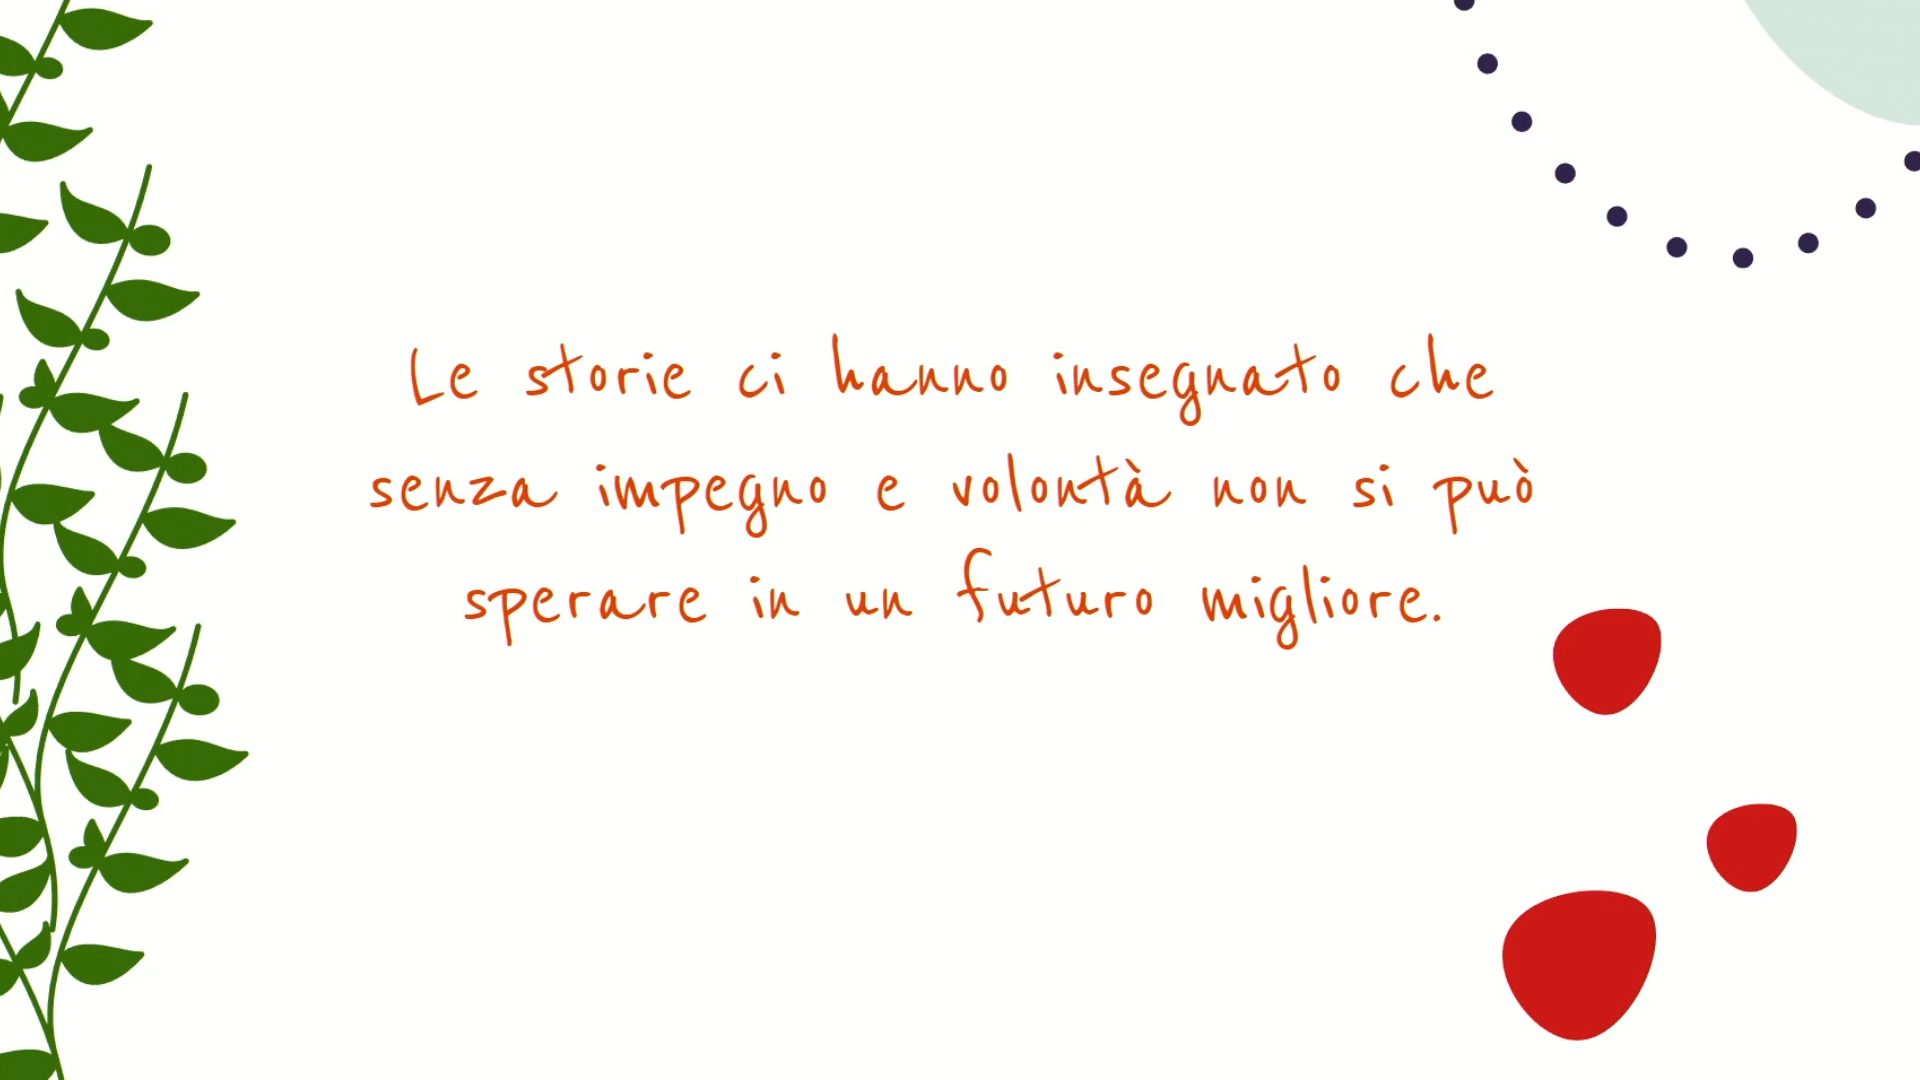 Le storie ci hanno insegnato che
senza impegno e volontà non si può
sperare in un futuro migliore.